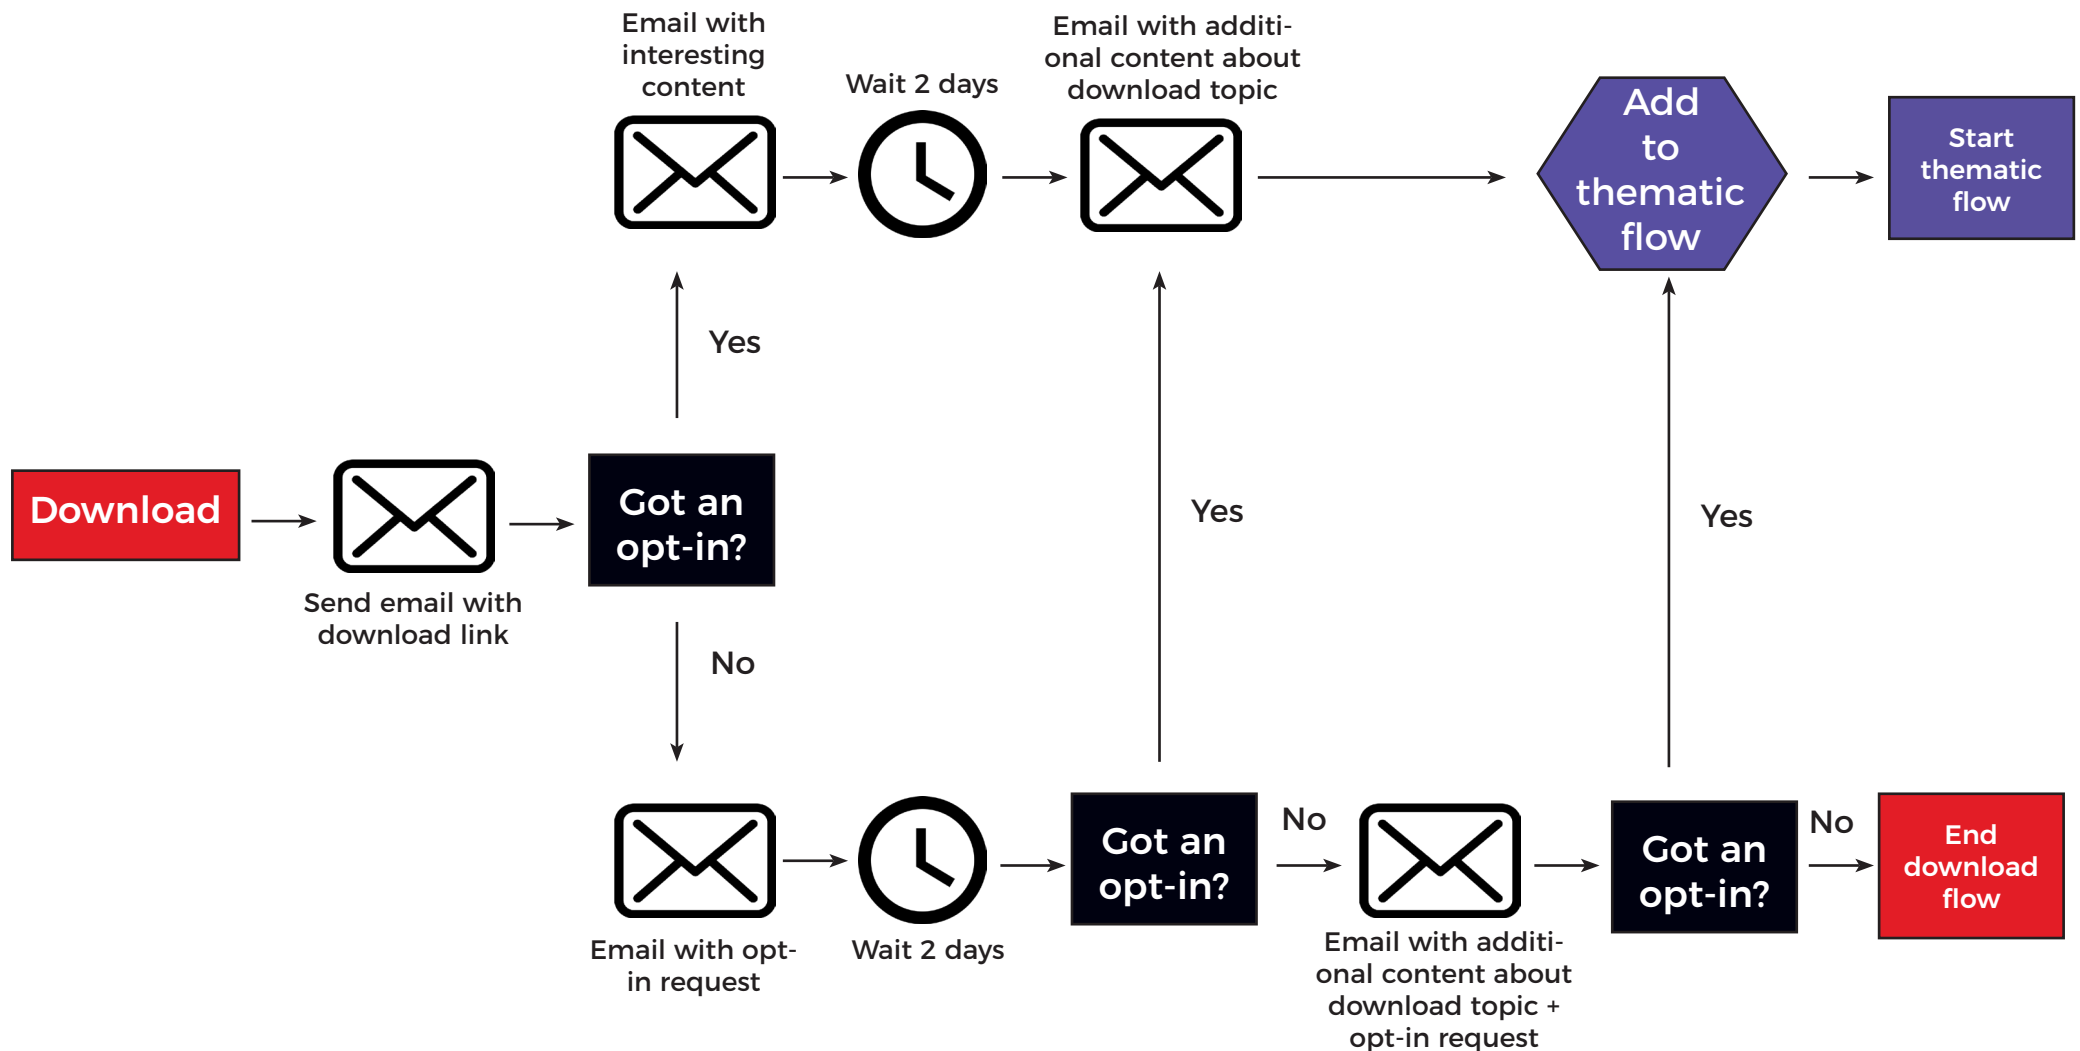 Email with
interesting
content
Wait 2 days
Email with additi-
onal content about
download topic
Add
to
thematic
flow
Start
thematic
flow
Yes
Yes
Yes
Download
Send email with
download link
Got an
opt-in?
No
Email with opt-
in request
Wait 2 days
Got an
opt-in?
No
Email with additi-
onal content about
download topic +
opt-in request
Got an
opt-in?
No
End
download
flow